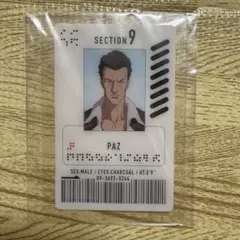 SECTION 9
PAZ
SEX:MALE / EYES:CHARCOAL / HT:5'9"